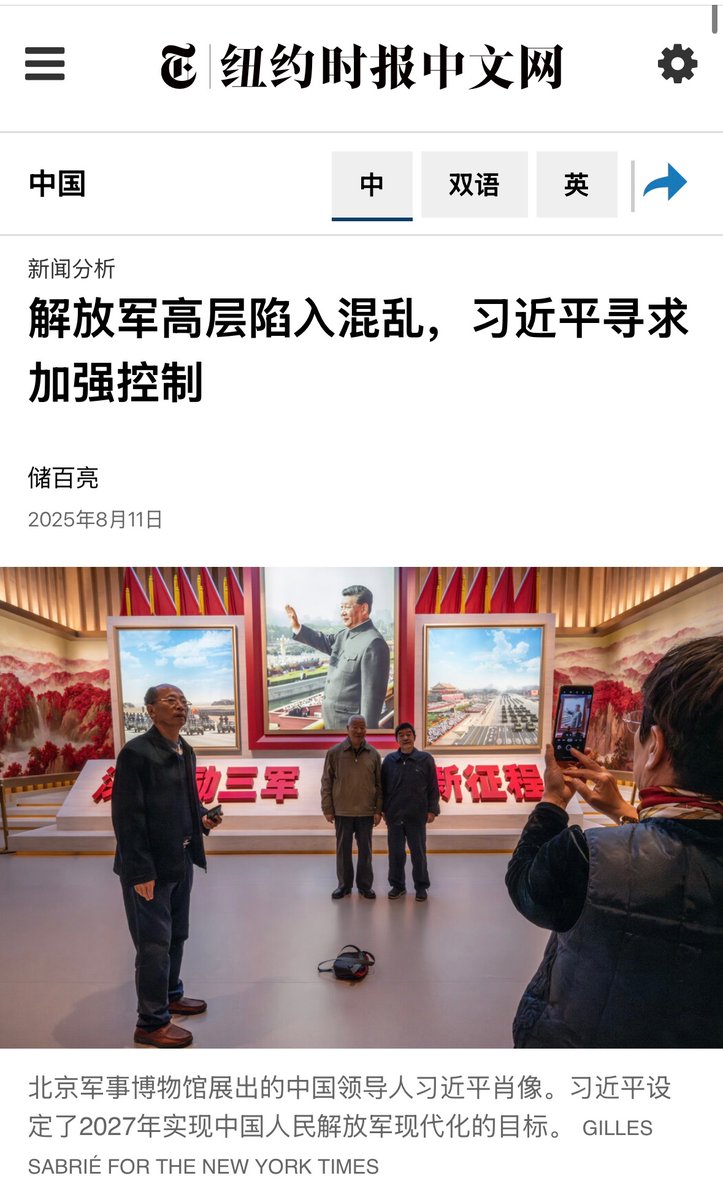 纽约时报中文网
中国
中 双语 英
新闻分析
解放军高层陷入混乱，习近平寻求
加强控制
储百亮
2025年8月11日
三军 新征程
北京军事博物馆展出的中国领导人习近平肖像。习近平设
定了2027年实现中国人民解放军现代化的目标。 GILLES
SABRIÉ FOR THE NEW YORK TIMES